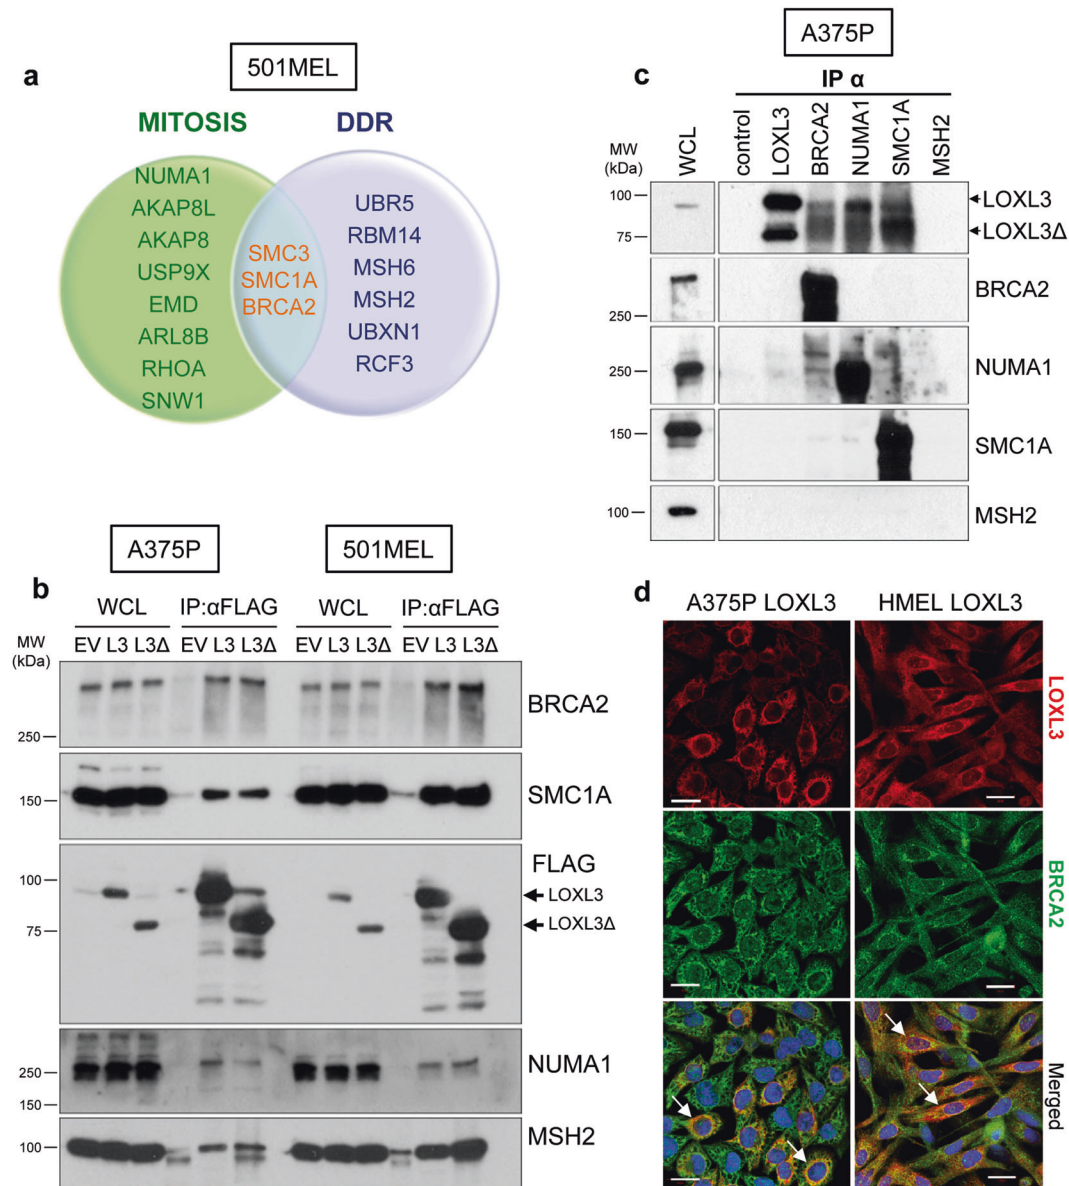 a
501MEL
MITOSIS
DDR
NUMA1
AKAP8L
AKAP8
USP9X
EMD
ARL8B
RHOA
SNW1
SMC3
SMC1A
BRCA2
UBR5
RBM14
MSH6
MSH2
UBXN1
RCF3
b
A375P
501MEL
WCL
IP:αFLAG
WCL
IP:αFLAG
MW
(kDa)
EV L3 L3Δ
EV L3 L3Δ
EV L3 L3Δ
EV L3 L3Δ
250
BRCA2
150
SMC1A
FLAG
100
LOXL3
75
LOXL3Δ
250
150
NUMA1
100
MSH2
c
A375P
IP α
MW
(kDa)
WCL
control
LOXL3
BRCA2
NUMA1
SMC1A
MSH2
100
LOXL3
75
LOXL3Δ
250
BRCA2
250
NUMA1
150
SMC1A
100
MSH2
d
A375P LOXL3
HMEL LOXL3
LOXL3
BRCA2
Merged